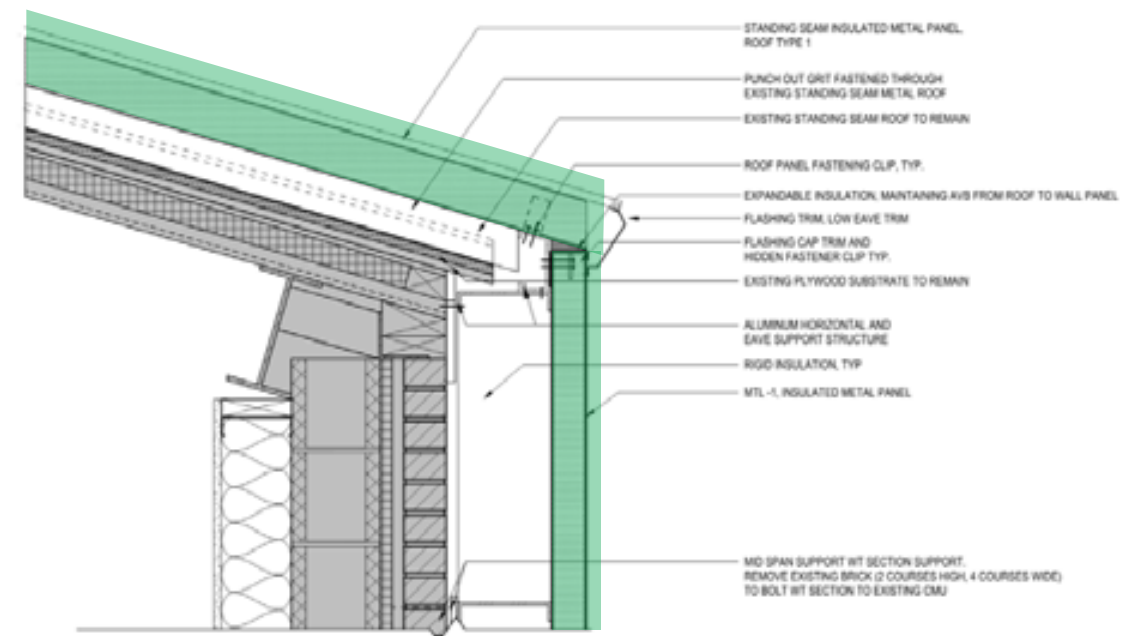 STANDING SEAM INSULATED METAL PANEL,
ROOF TYPE 1
PUNCH OUT GRIT FASTENED THROUGH
EXISTING STANDING SEAM METAL ROOF
EXISTING STANDING SEAM ROOF TO REMAIN
ROOF PANEL FASTENING CLIP, TYP.
EXPANDABLE INSULATION, MAINTAINING AVB FROM ROOF TO WALL PANEL
FLASHING TRIM, LOW EAVE TRIM
FLASHING CAP TRIM AND
HIDDEN FASTENER CLIP TYP.
EXISTING PLYWOOD SUBSTRATE TO REMAIN
ALUMINUM HORIZONTAL AND
EAVE SUPPORT STRUCTURE
RIGID INSULATION, TYP
MTL -1, INSULATED METAL PANEL
MID SPAN SUPPORT WT SECTION SUPPORT.
REMOVE EXISTING BRICK (2 COURSES HIGH, 4 COURSES WIDE)
TO BOLT WT SECTION TO EXISTING CMU